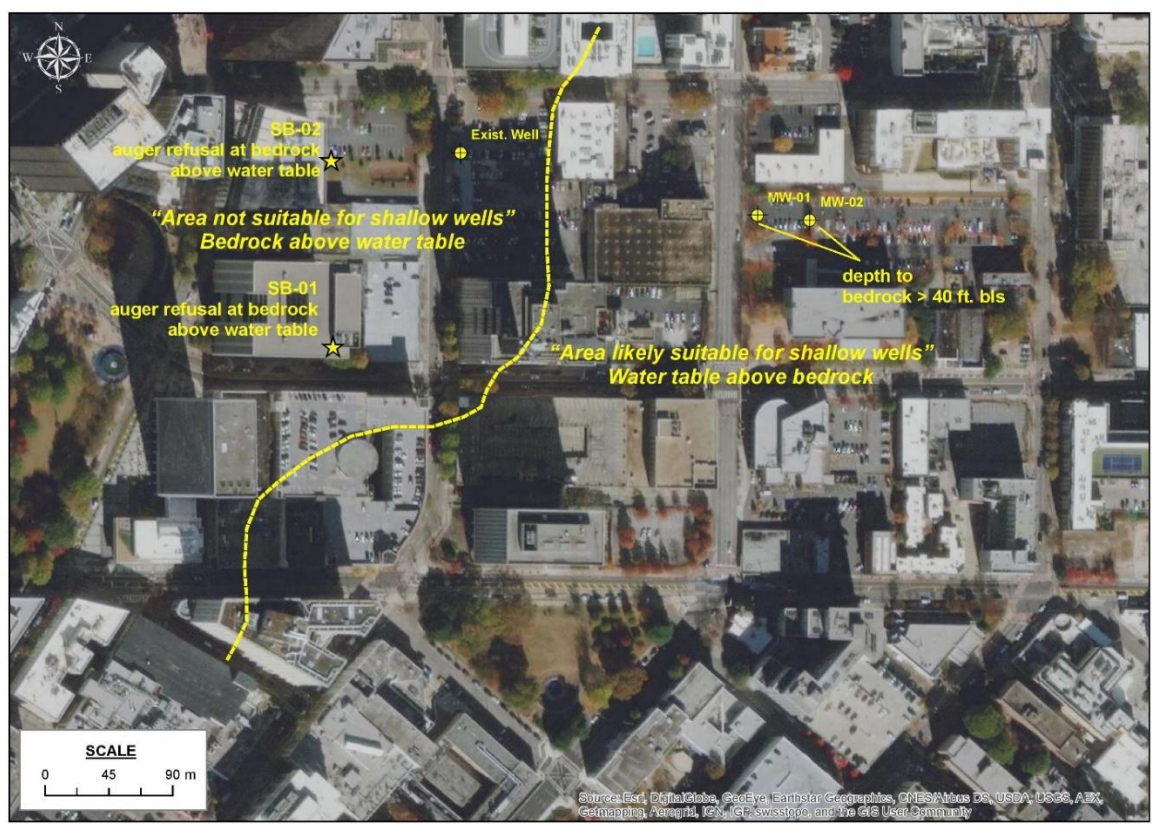 N
W E
S
SB-02
auger refusal at bedrock
above water table
Exist. Well
MW-01
MW-02
“Area not suitable for shallow wells”
Bedrock above water table
depth to
bedrock > 40 ft. bls
SB-01
auger refusal at bedrock
above water table
“Area likely suitable for shallow wells”
Water table above bedrock
SCALE
0 45 90 m
Source: Esri, DigitalGlobe, GeoEye, Earthstar Geographics, CNES/Airbus DS, USDA, USGS, AEX,
Getmapping, Aerogrid, IGN, IGP, swisstopo, and the GIS User Community